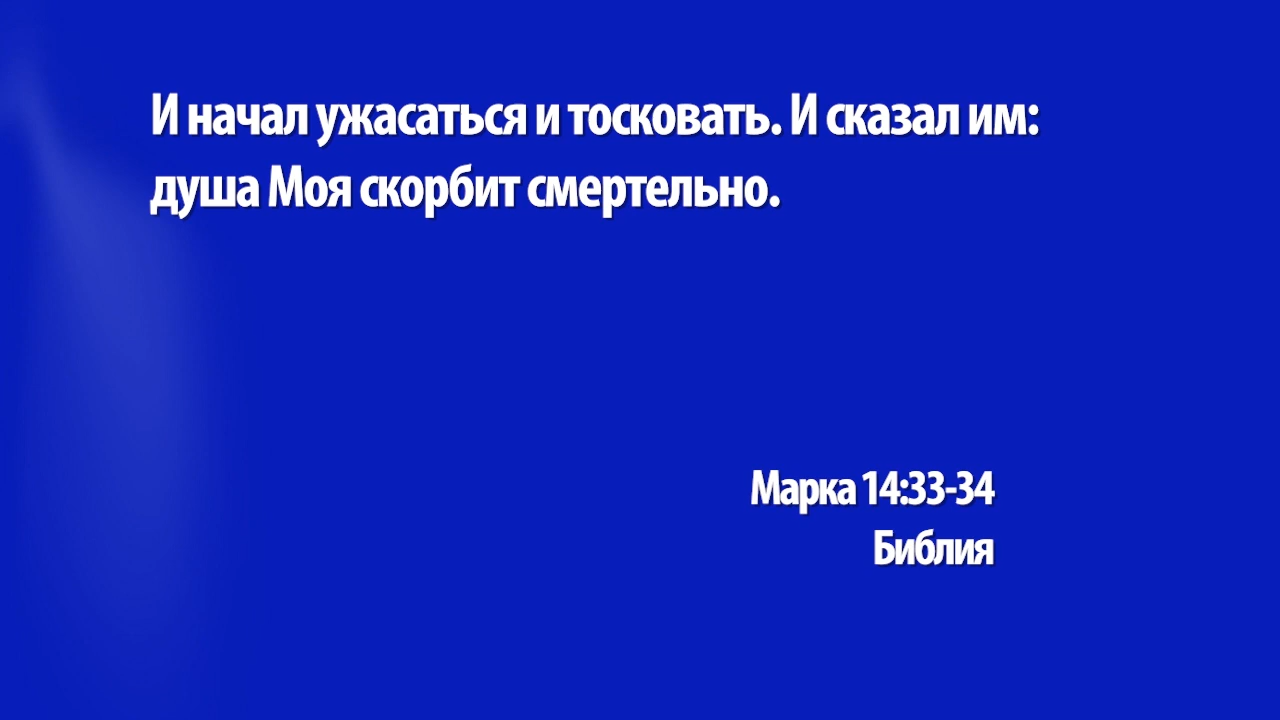 И начал ужасаться и тосковать. И сказал им:
душа Моя скорбит смертельно.
Марка 14:33-34
Библия